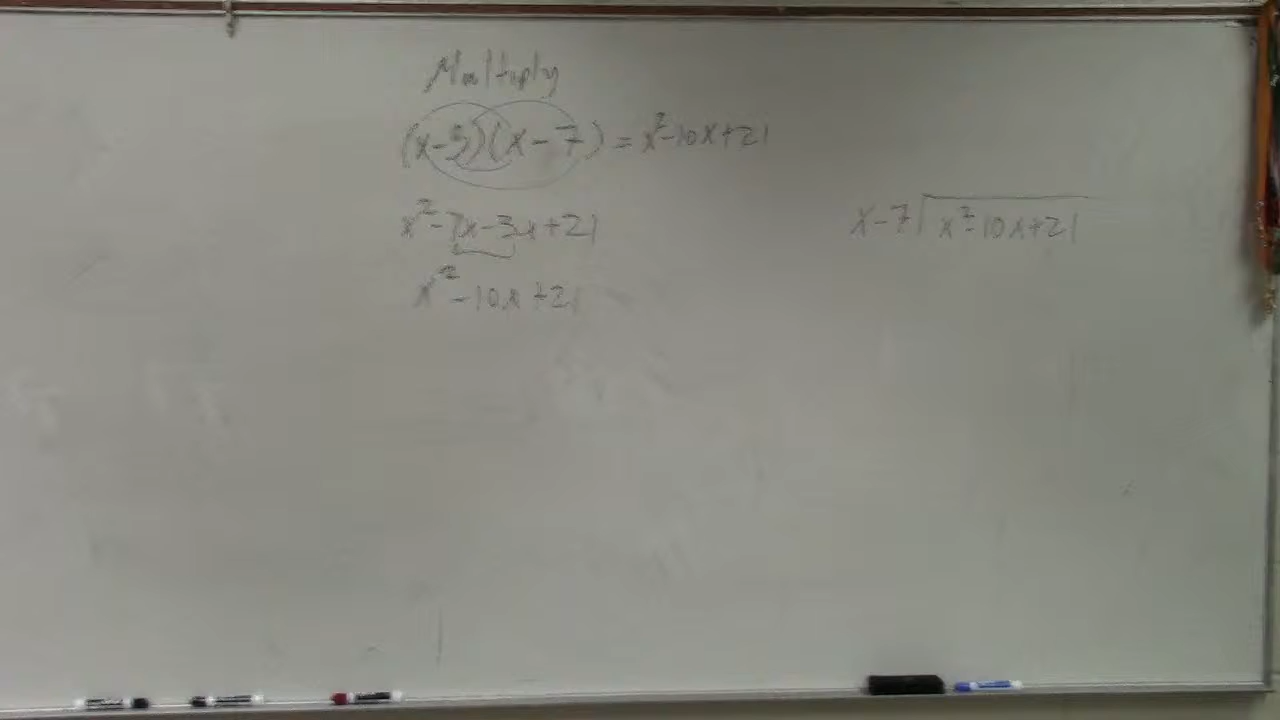 Multiply
(x-3)(x-7) = x²-10x+21
x²-7x-3x+21
x²-10x+21
x-7 x²-10x+21